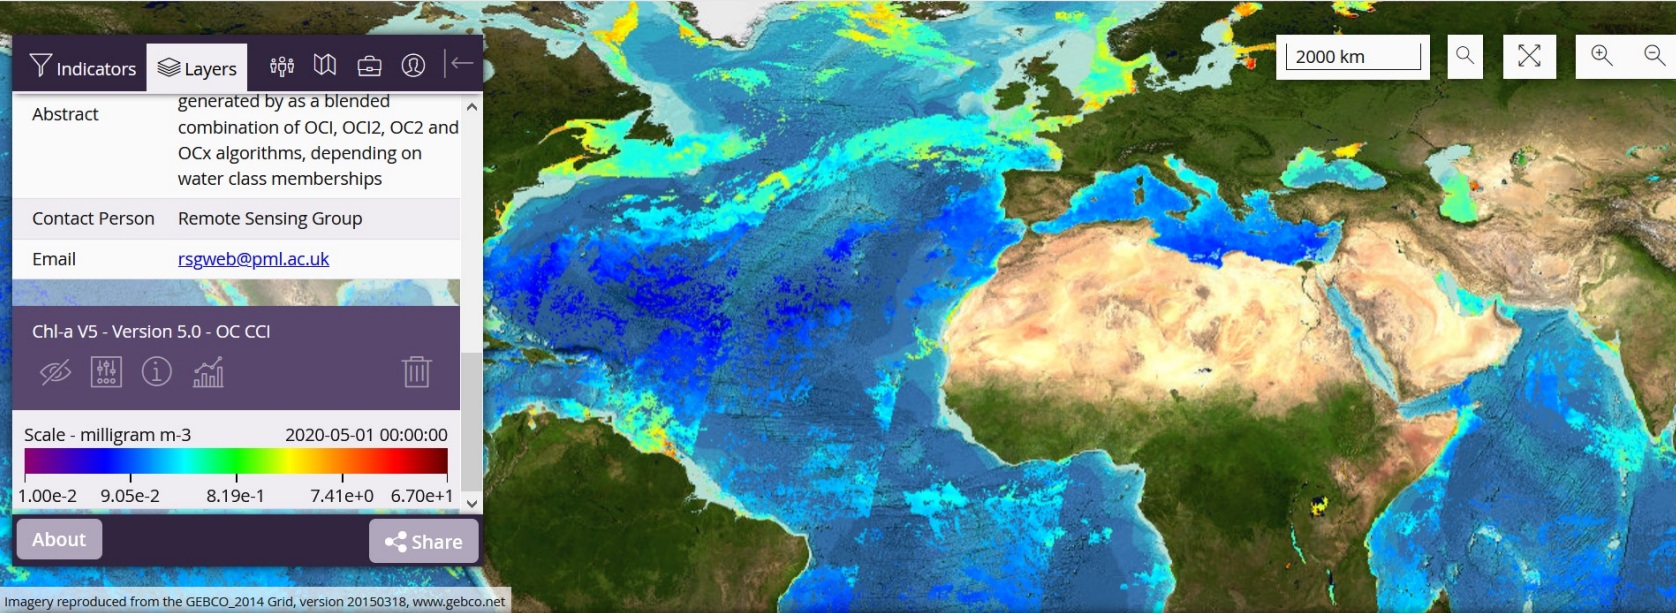 Indicators
Layers
2000 km
Abstract
generated by as a blended
combination of OCI, OCI2, OC2 and
OCx algorithms, depending on
water class memberships
Contact Person
Remote Sensing Group
Email
rsgweb@pml.ac.uk
Chl-a V5 - Version 5.0 - OC CCI
Scale - milligram m-3
2020-05-01 00:00:00
1.00e-2 9.05e-2 8.19e-1 7.41e+0 6.70e+1
About
Share
Imagery reproduced from the GEBCO_2014 Grid, version 20150318, www.gebco.net